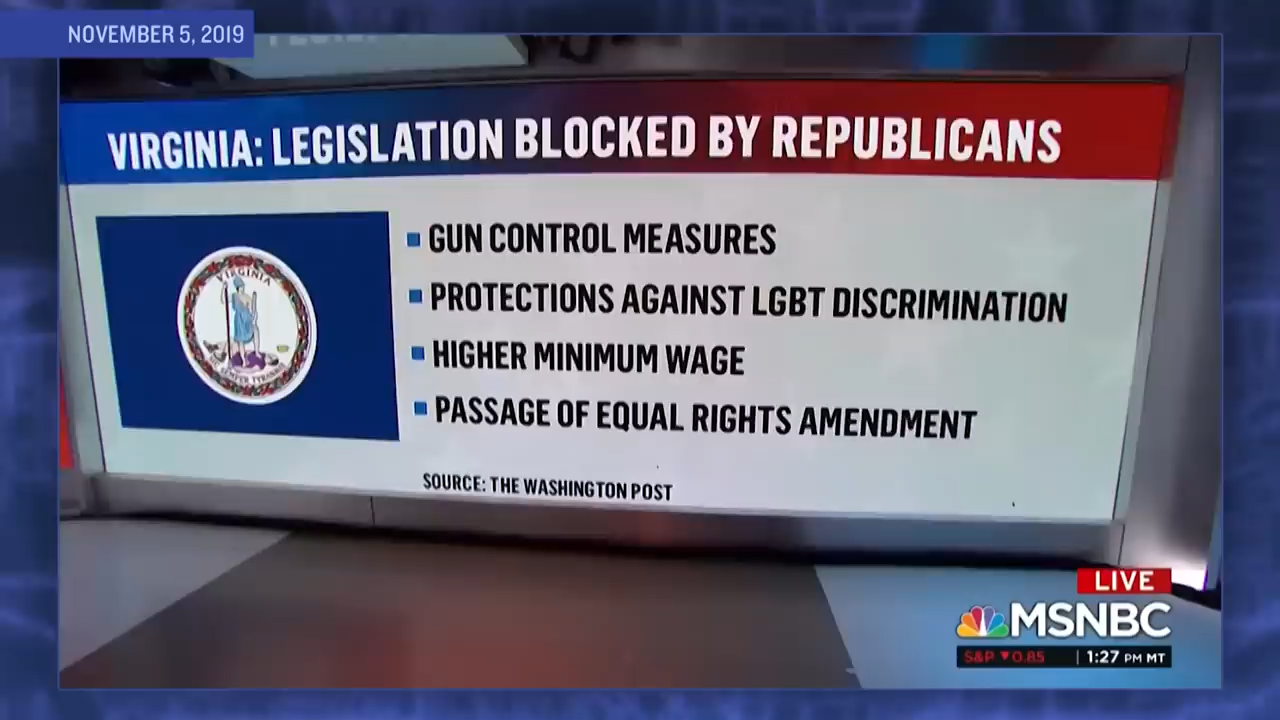 NOVEMBER 5, 2019
VIRGINIA: LEGISLATION BLOCKED BY REPUBLICANS
VIRGINIA
GUN CONTROL MEASURES
PROTECTIONS AGAINST LGBT DISCRIMINATION
HIGHER MINIMUM WAGE
PASSAGE OF EQUAL RIGHTS AMENDMENT
SOURCE: THE WASHINGTON POST
LIVE
MSNBC
S&P ▼0.85 | 1:27 PM MT